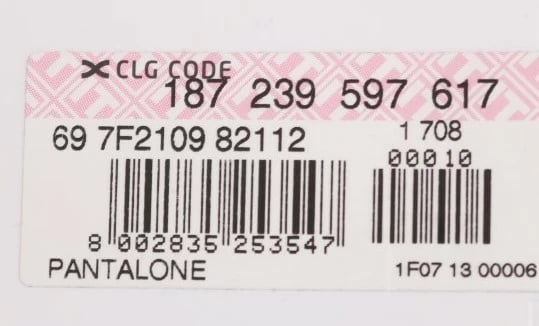 CLG CODE
187 239 597 617
69 7F2109 82112
1 708
00010
8 002835 253547
PANTALONE
1F07 13 00006